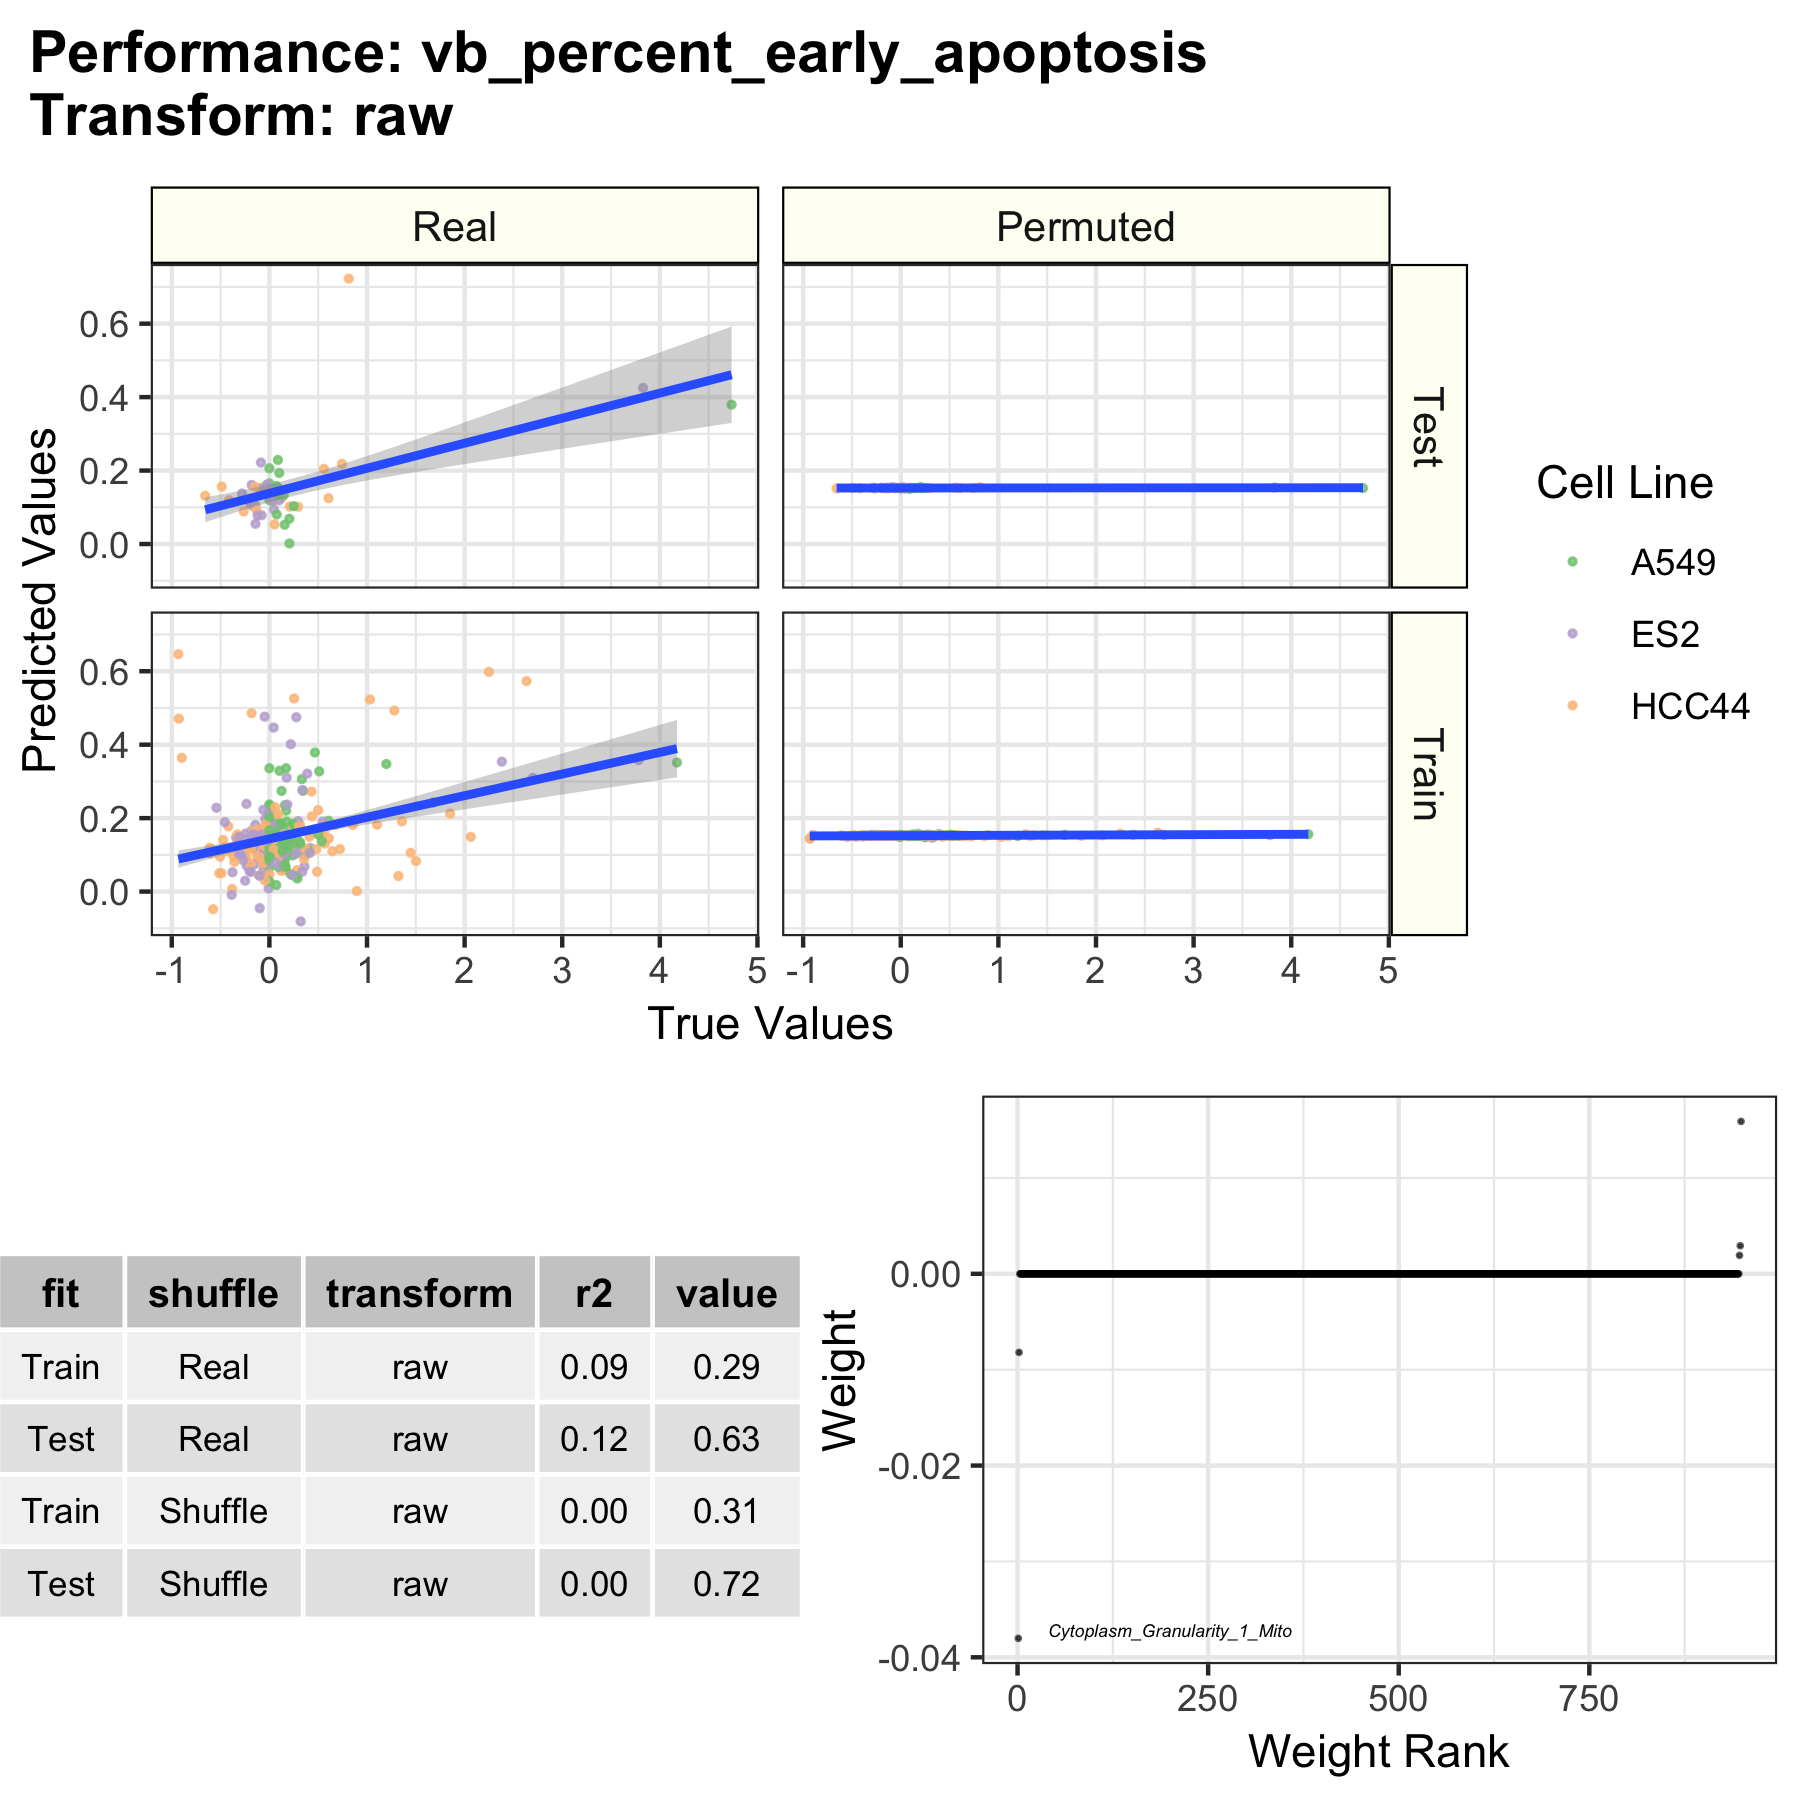 Performance: vb_percent_early_apoptosis
Transform: raw
Real
Permuted
Predicted Values
0.6
0.4
0.2
0.0
Test
0.6
0.4
0.2
0.0
Train
-1 0 1 2 3 4 5
-1 0 1 2 3 4 5
True Values
Cell Line
A549
ES2
HCC44
fit shuffle transform r2 value
Train Real raw 0.09 0.29
Test Real raw 0.12 0.63
Train Shuffle raw 0.00 0.31
Test Shuffle raw 0.00 0.72
Weight
0.00
-0.02
-0.04
Cytoplasm_Granularity_1_Mito
0 250 500 750
Weight Rank